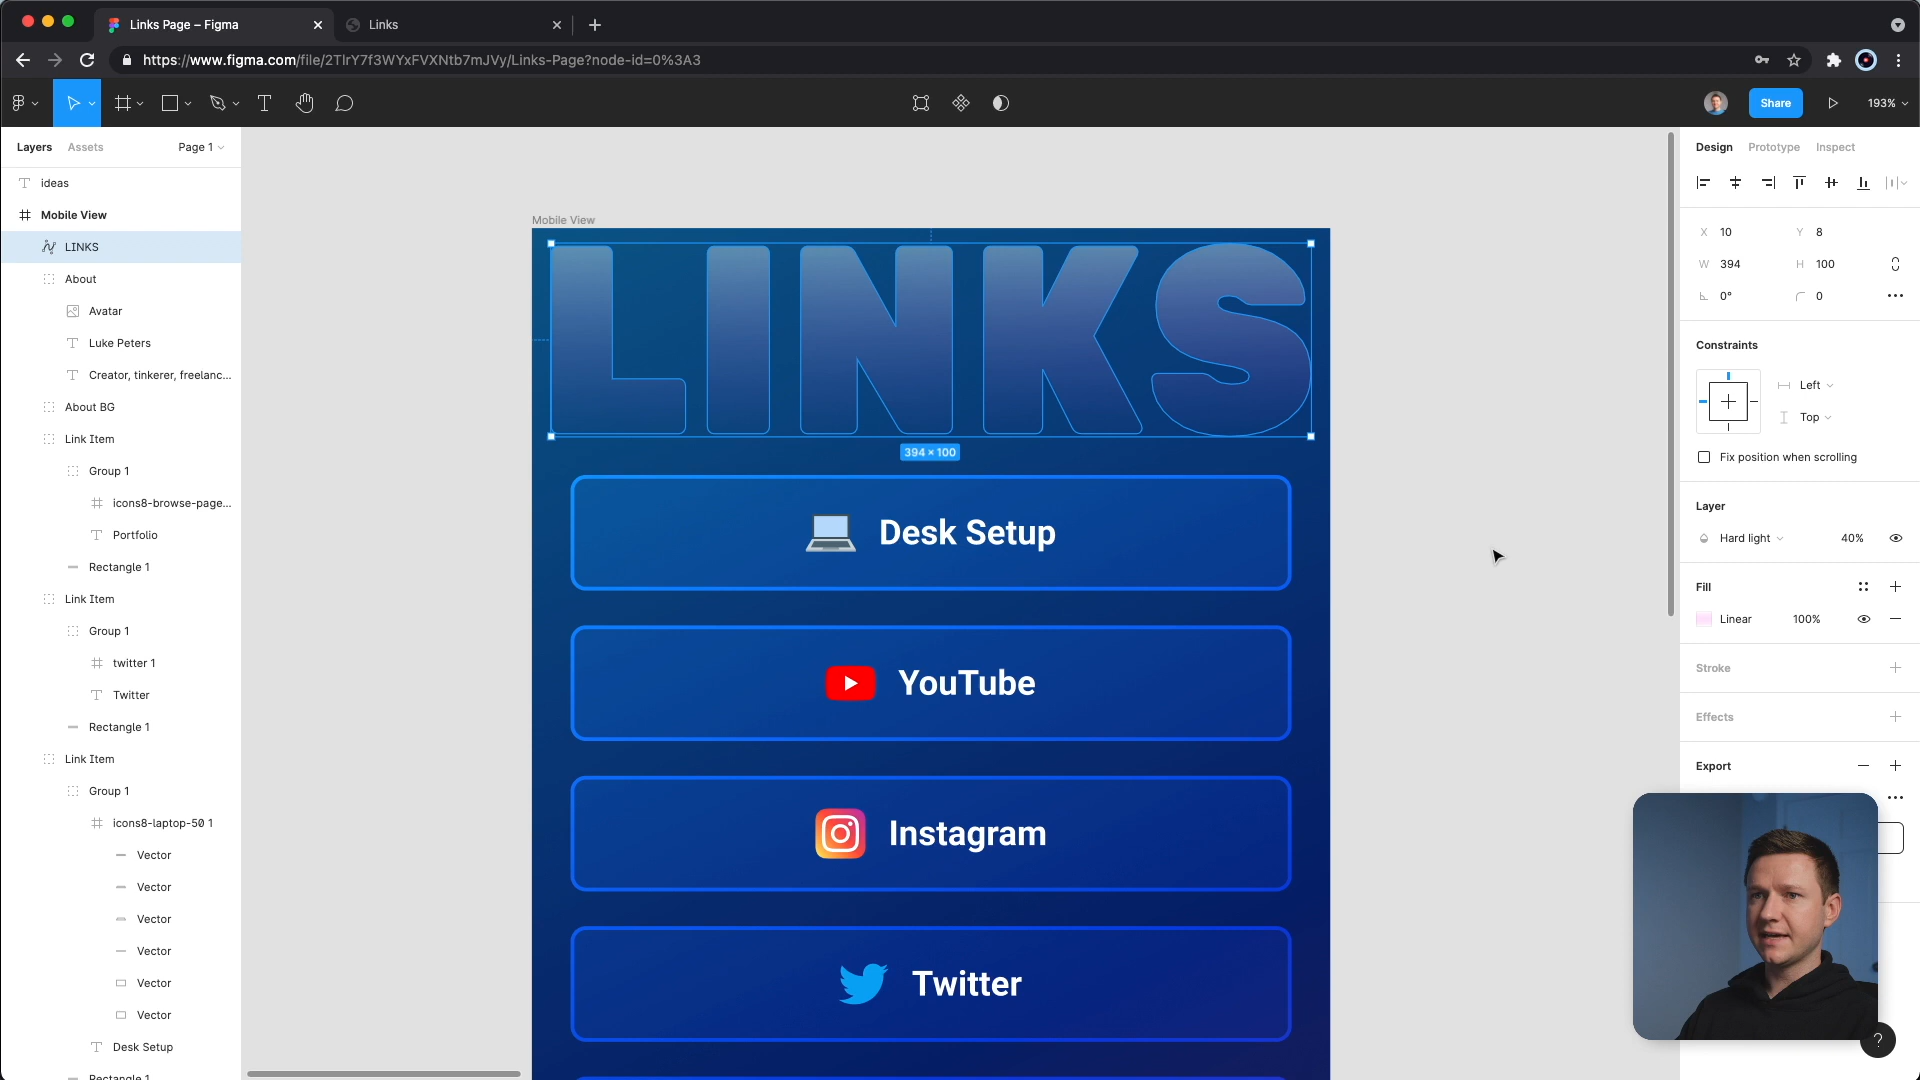 Links Page – Figma
Links
https://www.figma.com/file/2TlrY7f3WYxFVXNtb7mJVy/Links-Page?node-id=0%3A3
Share
193%
Layers
Assets
Page 1
ideas
Mobile View
LINKS
About
Avatar
Luke Peters
Creator, tinkerer, freelanc...
About BG
Link Item
Group 1
icons8-browse-page...
Portfolio
Rectangle 1
Link Item
Group 1
twitter 1
Twitter
Rectangle 1
Link Item
Group 1
icons8-laptop-50 1
Vector
Vector
Vector
Vector
Vector
Vector
Desk Setup
Rectangle 1
Mobile View
LINKS
394 × 100
Desk Setup
YouTube
Instagram
Twitter
Design
Prototype
Inspect
X 10
Y 8
W 394
H 100
0°
0
Constraints
Left
Top
Fix position when scrolling
Layer
Hard light
40%
Fill
Linear
100%
Stroke
Effects
Export
?